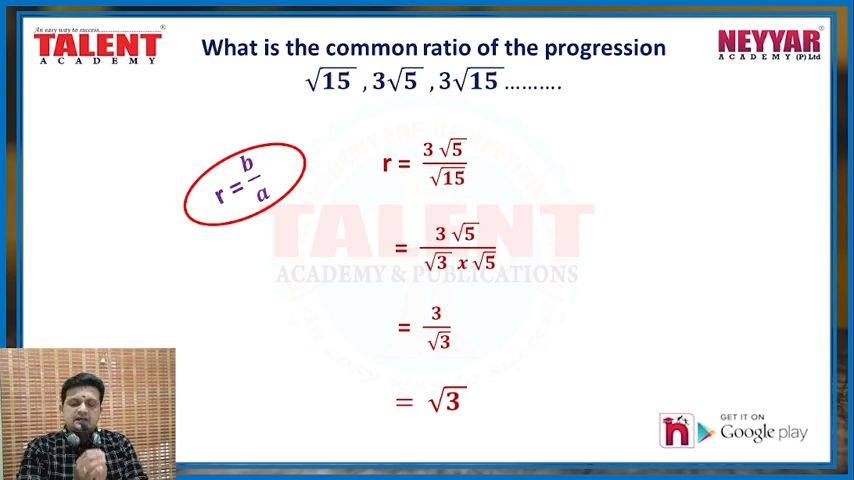 An easy way to success..................
TALENT
ACADEMY
NEYYAR
ACADEMY (P) Ltd
What is the common ratio of the progression
√15 , 3√5 , 3√15..........
r = b/a
r = 3 √5 / √15
= 3 √5 / √3 x √5
= 3 / √3
= √3
TALENT
ACADEMY & PUBLICATIONS
n
GET IT ON
Google play